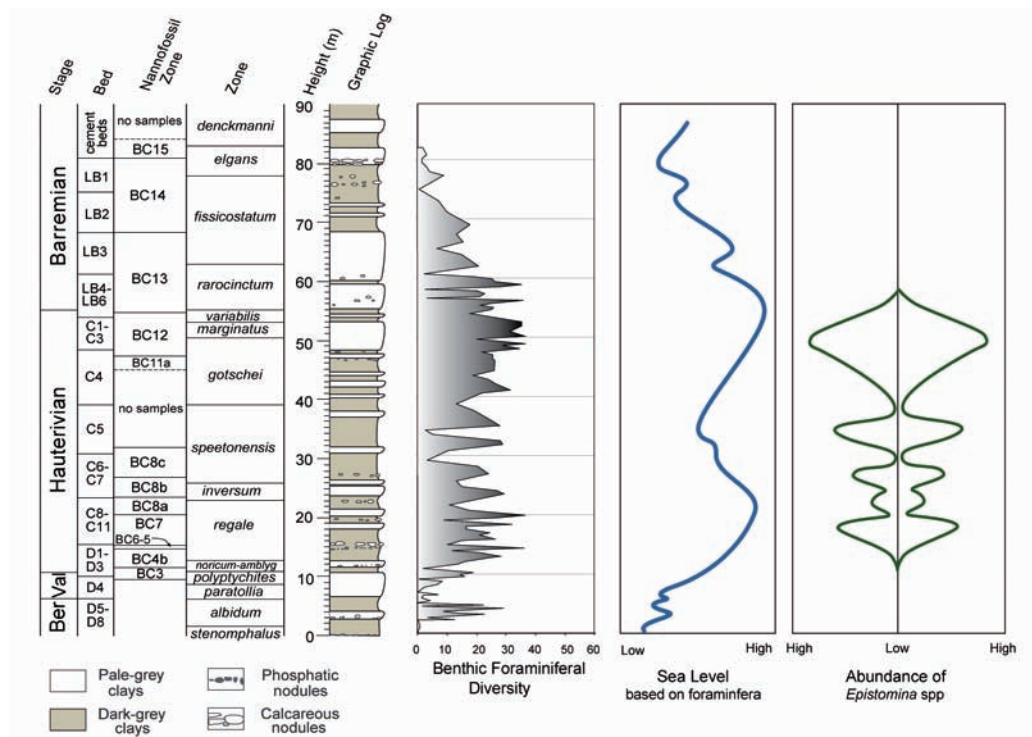 Stage
Bed
Nannofossil
Zone
Zone
Height (m)
Graphic Log
Barremian
Hauterivian
Val
Ber
cement
beds
LB1
LB2
LB3
LB4-
LB6
C1-
C3
C4
C5
C6-
C7
C8-
C11
D1-
D3
D4
D5-
D8
no samples
BC15
BC14
BC13
BC12
BC11a
no samples
BC8c
BC8b
BC8a
BC7
BC6-5
BC4b
BC3
denckmanni
elgans
fissicostatum
rarocinctum
variabilis
marginatus
gotschei
speetonensis
inversum
regale
noricum-amblyg
polyptychites
paratollia
albidum
stenomphalus
90
80
70
60
50
40
30
20
10
0
0 10 20 30 40 50 60
Benthic Foraminiferal
Diversity
Low High
Sea Level
based on foraminfera
High Low High
Abundance of
Epistomina spp
Pale-grey
clays
Phosphatic
nodules
Dark-grey
clays
Calcareous
nodules